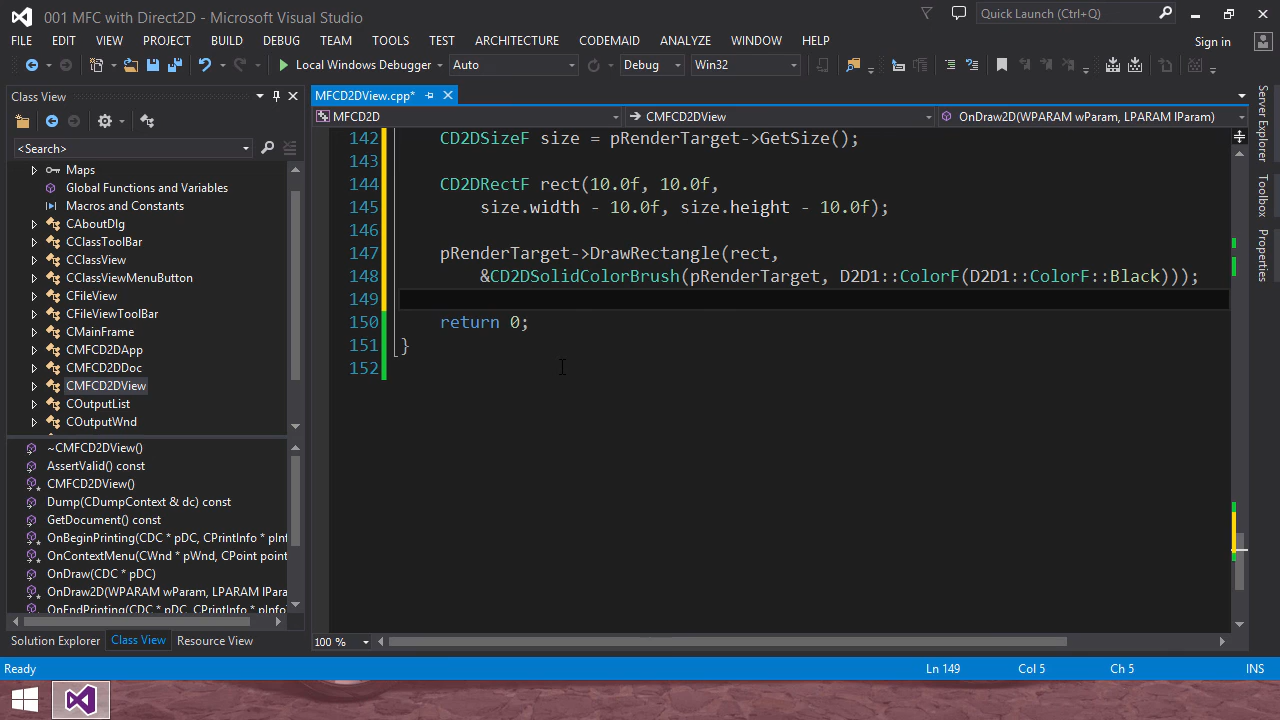 001 MFC with Direct2D - Microsoft Visual Studio
Quick Launch (Ctrl+Q)
FILE EDIT VIEW PROJECT BUILD DEBUG TEAM TOOLS TEST ARCHITECTURE CODEMAID ANALYZE WINDOW HELP
Sign in
Local Windows Debugger Auto Debug Win32
Class View
MFCD2DView.cpp*
MFCD2D CMFCD2DView OnDraw2D(WPARAM wParam, LPARAM lParam)
<Search>
Maps
Global Functions and Variables
Macros and Constants
CAboutDlg
CClassToolBar
CClassView
CClassViewMenuButton
CFileView
CFileViewToolBar
CMainFrame
CMFCD2DApp
CMFCD2DDoc
CMFCD2DView
COutputList
COutputWnd
~CMFCD2DView()
AssertValid() const
CMFCD2DView()
Dump(CDumpContext & dc) const
GetDocument() const
OnBeginPrinting(CDC * pDC, CPrintInfo * pInf
OnContextMenu(CWnd * pWnd, CPoint point
OnDraw(CDC * pDC)
OnDraw2D(WPARAM wParam, LPARAM lPara
OnEndPrinting(CDC * pDC, CPrintInfo * pInfo
Solution Explorer Class View Resource View
142 CD2DSizeF size = pRenderTarget->GetSize();
143
144 CD2DRectF rect(10.0f, 10.0f,
145 size.width - 10.0f, size.height - 10.0f);
146
147 pRenderTarget->DrawRectangle(rect,
148 &CD2DSolidColorBrush(pRenderTarget, D2D1::ColorF(D2D1::ColorF::Black)));
149
150 return 0;
151 }
152
100 %
Server Explorer
Toolbox
Properties
Ready
Ln 149 Col 5 Ch 5 INS